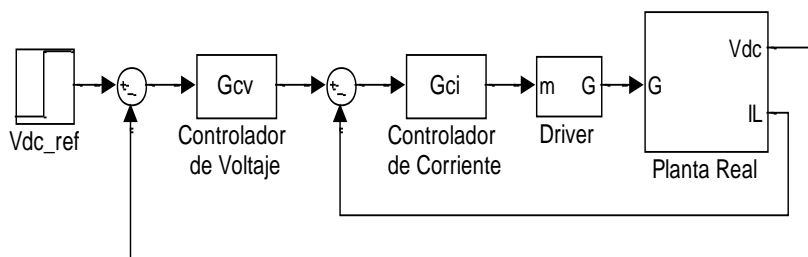 Vdc_ref
+
-
Gcv
Controlador
de Voltaje
+
-
Gci
Controlador
de Corriente
m
G
Driver
G
Vdc
IL
Planta Real